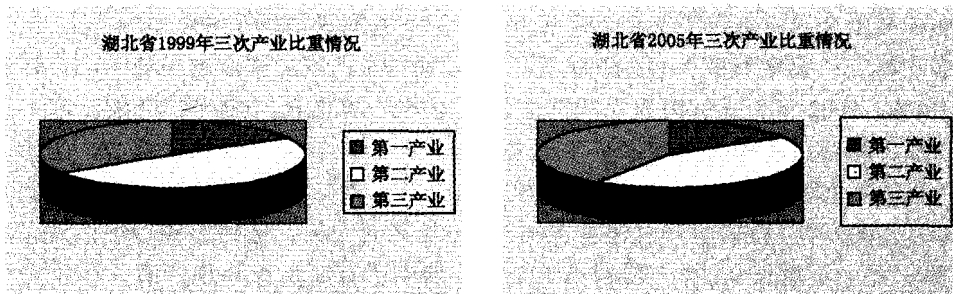 湖北省1999年三次产业比重情况
第一产业
第二产业
第三产业
湖北省2005年三次产业比重情况
第一产业
第二产业
第三产业